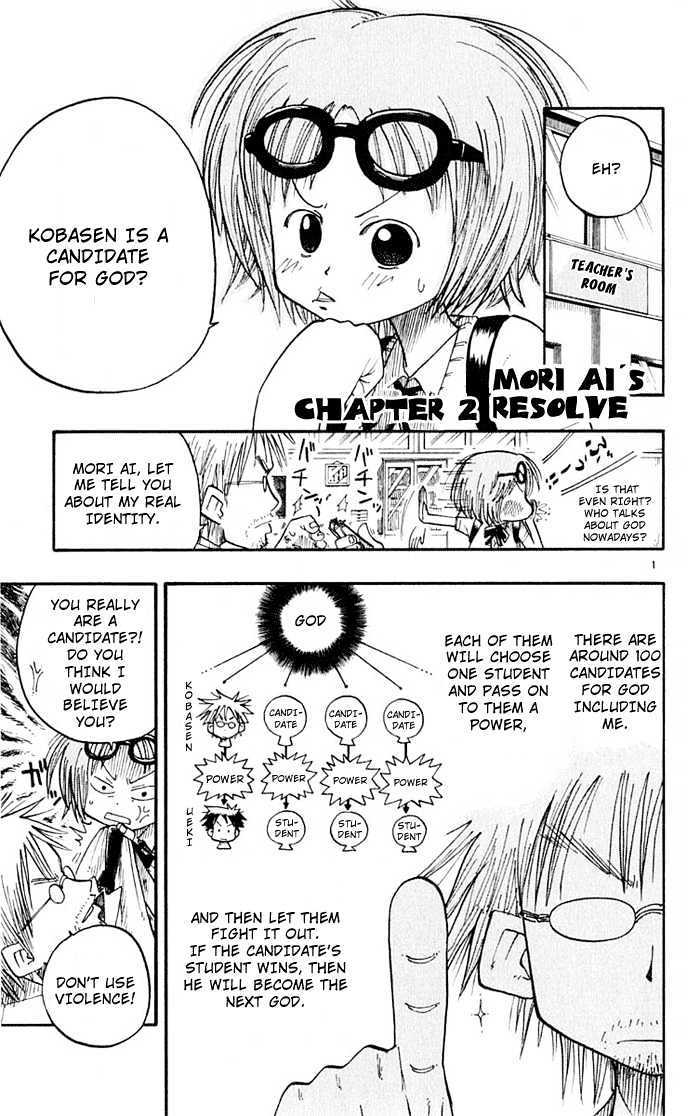 EH?
TEACHER'S
ROOM
KOBASEN IS A
CANDIDATE
FOR GOD?
CHAPTER 2
MORI AI'S
RESOLVE
IS THAT
EVEN RIGHT?
WHO TALKS
ABOUT GOD
NOWADAYS?
MORI AI, LET
ME TELL YOU
ABOUT MY REAL
IDENTITY.
1
THERE ARE
AROUND 100
CANDIDATES
FOR GOD
INCLUDING
ME.
EACH OF THEM
WILL CHOOSE
ONE STUDENT
AND PASS ON
TO THEM A
POWER,
GOD
KOBASEN
CANDI-
DATE
CANDI-
DATE
CANDI-
DATE
POWER
POWER
POWER
POWER
UEKI
STU-
DENT
STU-
DENT
STU-
DENT
AND THEN LET THEM
FIGHT IT OUT.
IF THE CANDIDATE'S
STUDENT WINS, THEN
HE WILL BECOME THE
NEXT GOD.
YOU REALLY
ARE A
CANDIDATE?!
DO YOU
THINK I
WOULD
BELIEVE
YOU?
DON'T USE
VIOLENCE!